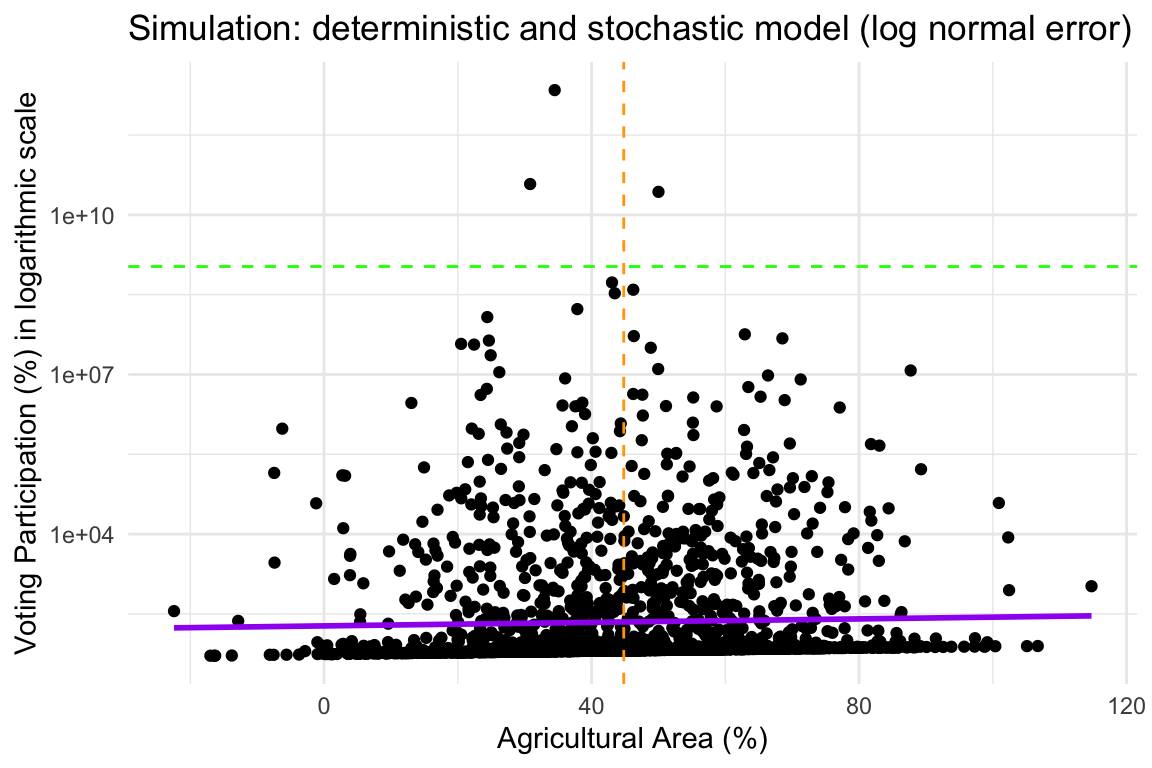 Simulation: deterministic and stochastic model (log normal error)
Voting Participation (%) in logarithmic scale
1e+10
1e+07
1e+04
0
40
80
120
Agricultural Area (%)